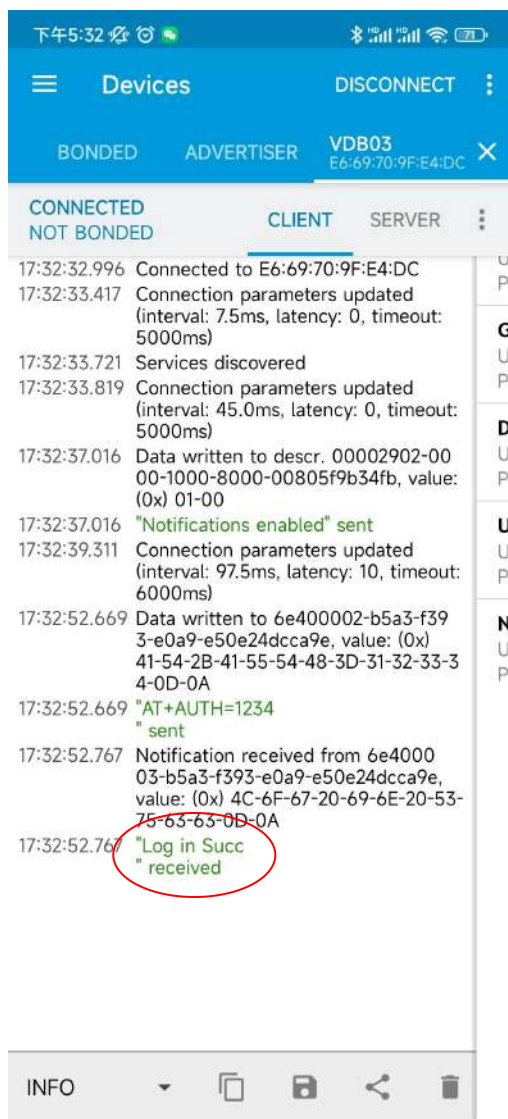 下午5:32
71
Devices
DISCONNECT
BONDED
ADVERTISER
VDB03
E6:69:70:9F:E4:DC
CONNECTED
NOT BONDED
CLIENT
SERVER
17:32:32.996 Connected to E6:69:70:9F:E4:DC
17:32:33.417 Connection parameters updated
(interval: 7.5ms, latency: 0, timeout:
5000ms)
17:32:33.721 Services discovered
17:32:33.819 Connection parameters updated
(interval: 45.0ms, latency: 0, timeout:
5000ms)
17:32:37.016 Data written to descr. 00002902-00
00-1000-8000-00805f9b34fb, value:
(0x) 01-00
17:32:37.016 "Notifications enabled" sent
17:32:39.311 Connection parameters updated
(interval: 97.5ms, latency: 10, timeout:
6000ms)
17:32:52.669 Data written to 6e400002-b5a3-f39
3-e0a9-e50e24dcca9e, value: (0x)
41-54-2B-41-55-54-48-3D-31-32-33-3
4-0D-0A
17:32:52.669 "AT+AUTH=1234
" sent
17:32:52.767 Notification received from 6e4000
03-b5a3-f393-e0a9-e50e24dcca9e,
value: (0x) 4C-6F-67-20-69-6E-20-53-
75-63-63-0D-0A
17:32:52.767 "Log in Succ
" received
INFO